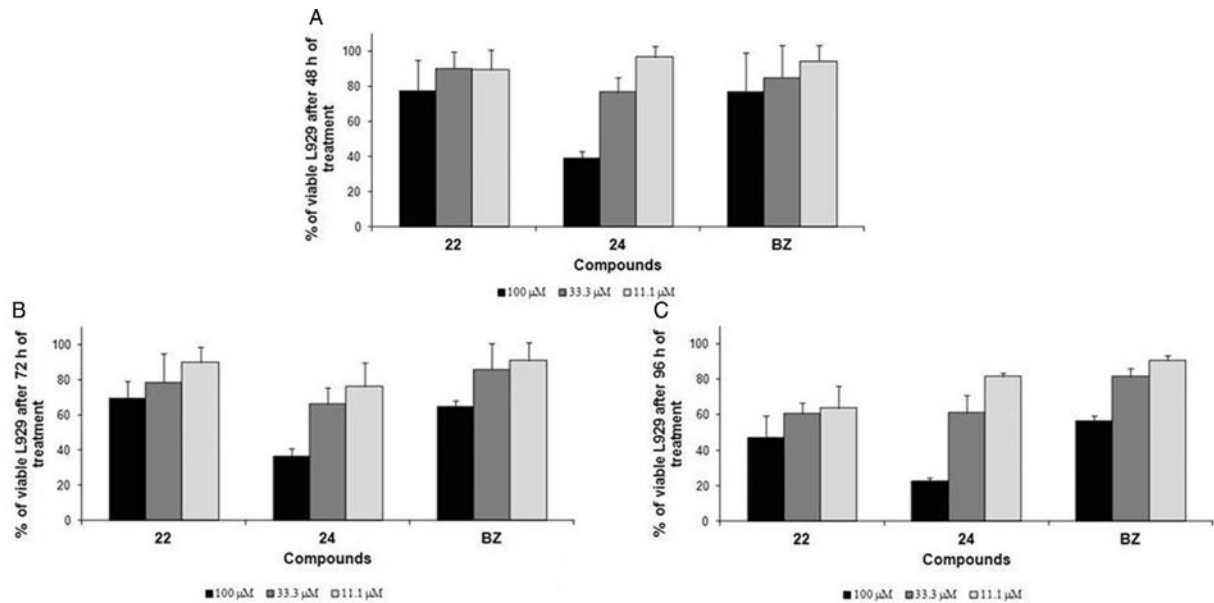 A
% of viable L929 after 48 h of
treatment
100
80
60
40
20
0
22 24 BZ
Compounds
100 µM 33.3 µM 11.1 µM
B
% of viable L929 after 72 h of
treatment
100
80
60
40
20
0
22 24 BZ
Compounds
100 µM 33.3 µM 11.1 µM
C
% of viable L929 after 96 h of
treatment
100
80
60
40
20
0
22 24 BZ
Compounds
100 µM 33.3 µM 11.1 µM